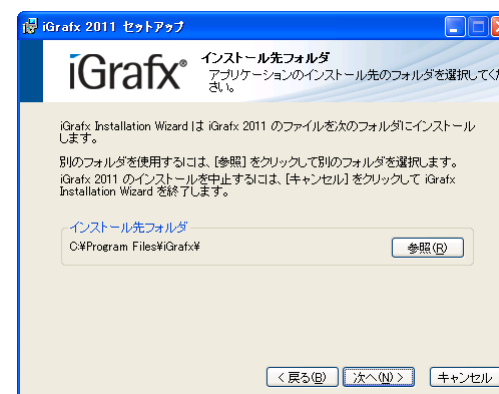 iGrafx 2011 セットアップ
iGrafx®
インストール先フォルダ
アプリケーションのインストール先のフォルダを選択してくだ
さい。
iGrafx Installation Wizard は iGrafx 2011 のファイルを次のフォルダにインストール
します。
別のフォルダを使用するには、[参照] をクリックして別のフォルダを選択します。
iGrafx 2011 のインストールを中止するには、[キャンセル] をクリックして iGrafx
Installation Wizard を終了します。
インストール先フォルダ
C:¥Program Files¥iGrafx¥
参照(R)
< 戻る(B)
次へ(N) >
キャンセル